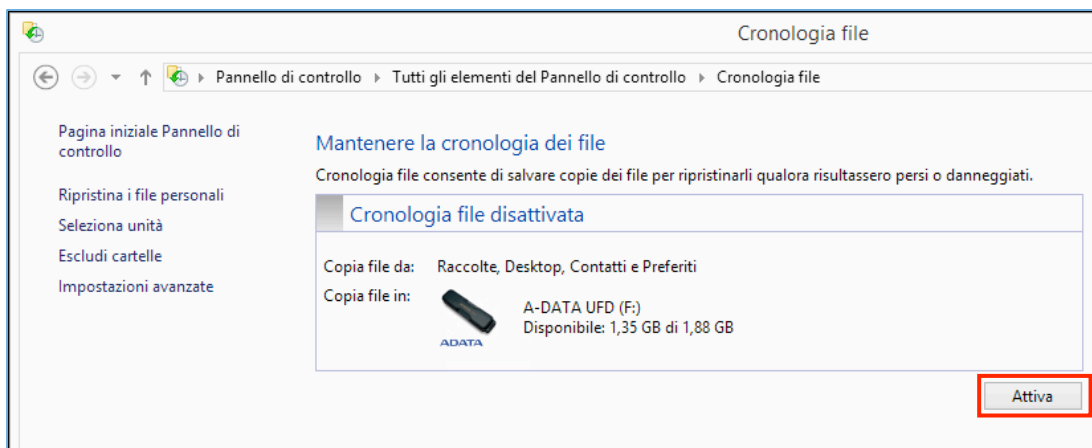 Cronologia file
Pannello di controllo
Tutti gli elementi del Pannello di controllo
Cronologia file
Pagina iniziale Pannello di
controllo
Ripristina i file personali
Seleziona unità
Escludi cartelle
Impostazioni avanzate
Mantenere la cronologia dei file
Cronologia file consente di salvare copie dei file per ripristinarli qualora risultassero persi o danneggiati.
Cronologia file disattivata
Copia file da: Raccolte, Desktop, Contatti e Preferiti
Copia file in:
ADATA
A-DATA UFD (F:)
Disponibile: 1,35 GB di 1,88 GB
Attiva